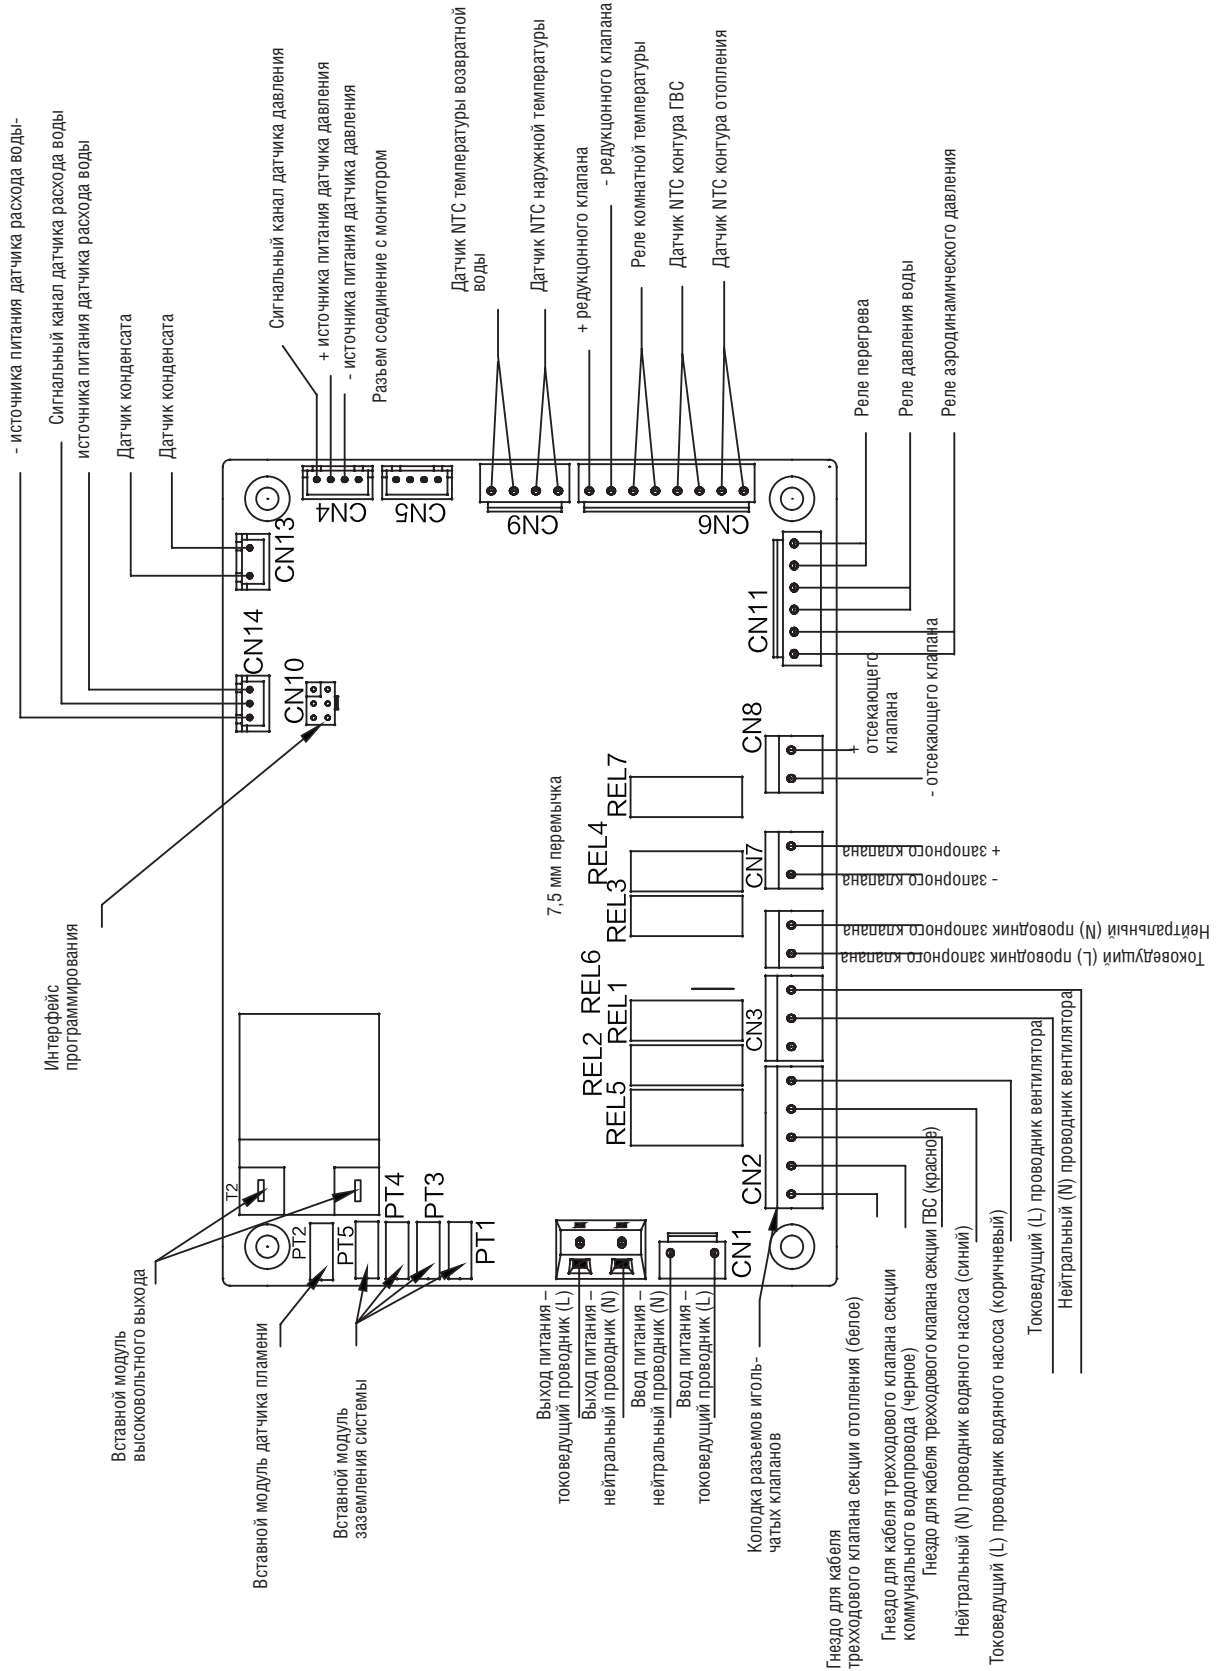 - источника питания датчика расхода воды-
Сигнальный канал датчика расхода воды
источника питания датчика расхода воды
Датчик конденсата
Датчик конденсата
Сигнальный канал датчика давления
+ источника питания датчика давления
- источника питания датчика давления
Разъем соединение с монитором
Датчик NTC температуры возвратной
воды
Датчик NTC наружной температуры
+ редукционного клапана
- редукционного клапана
Реле комнатной температуры
Датчик NTC контура ГВС
Датчик NTC контура отопления
Реле перегрева
Реле давления воды
Реле аэродинамического давления
CN14
CN13
CN10
CN4
CN5
CN9
CN6
CN11
CN8
CN7
CN3
CN2
CN1
REL7
REL4
REL3
REL6
REL1
REL2
REL5
7,5 мм перемычка
T2
PT2
PT5
PT4
PT3
PT1
Интерфейс
программирования
Вставной модуль
высоковольтного выхода
Вставной модуль датчика пламени
Вставной модуль
заземления системы
Выход питания –
токоведущий проводник (L)
Выход питания –
нейтральный проводник (N)
Ввод питания –
нейтральный проводник (N)
Ввод питания –
токоведущий проводник (L)
Колодка разъемов иголь-
чатых клапанов
Гнездо для кабеля
трехходового клапана секции отопления (белое)
Гнездо для кабеля трехходового клапана секции
коммунального водопровода (черное)
Гнездо для кабеля трехходового клапана секции ГВС (красное)
Нейтральный (N) проводник водяного насоса (синий)
Токоведущий (L) проводник водяного насоса (коричневый)
Токоведущий (L) проводник вентилятора
Нейтральный (N) проводник вентилятора
Токоведущий (L) проводник запорного клапана
Нейтральный (N) проводник запорного клапана
- запорного клапана
+ запорного клапана
+
отсекающего
клапана
- отсекающего клапана